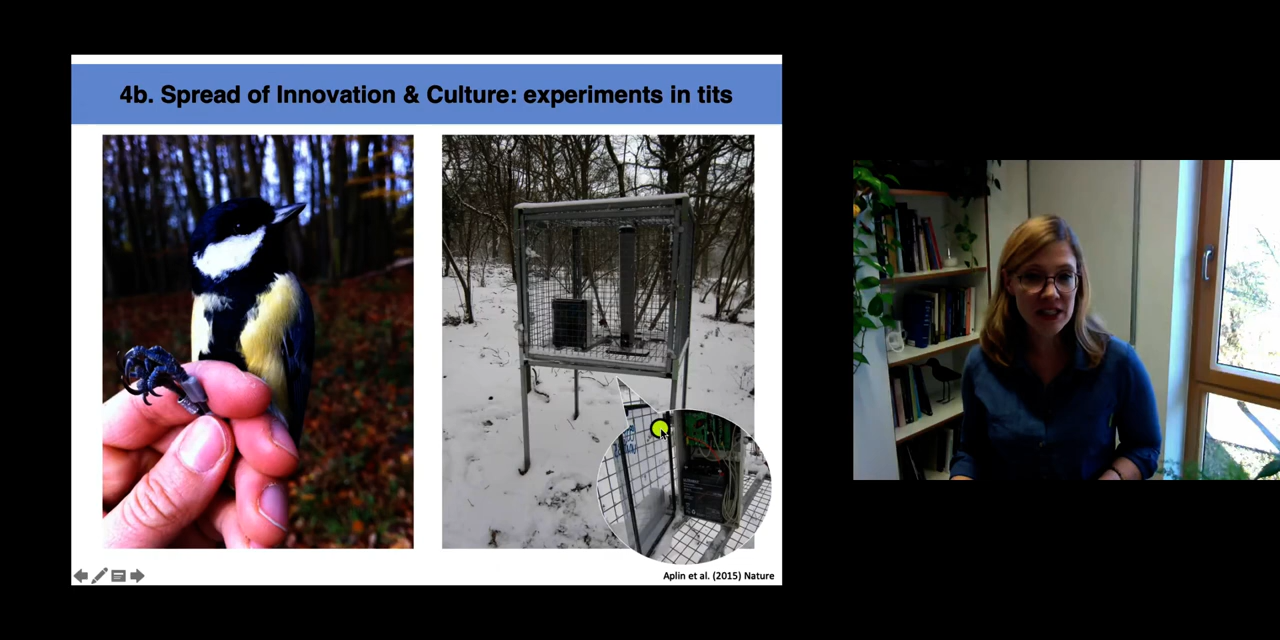 4b. Spread of Innovation & Culture: experiments in tits
Aplin et al. (2015) Nature